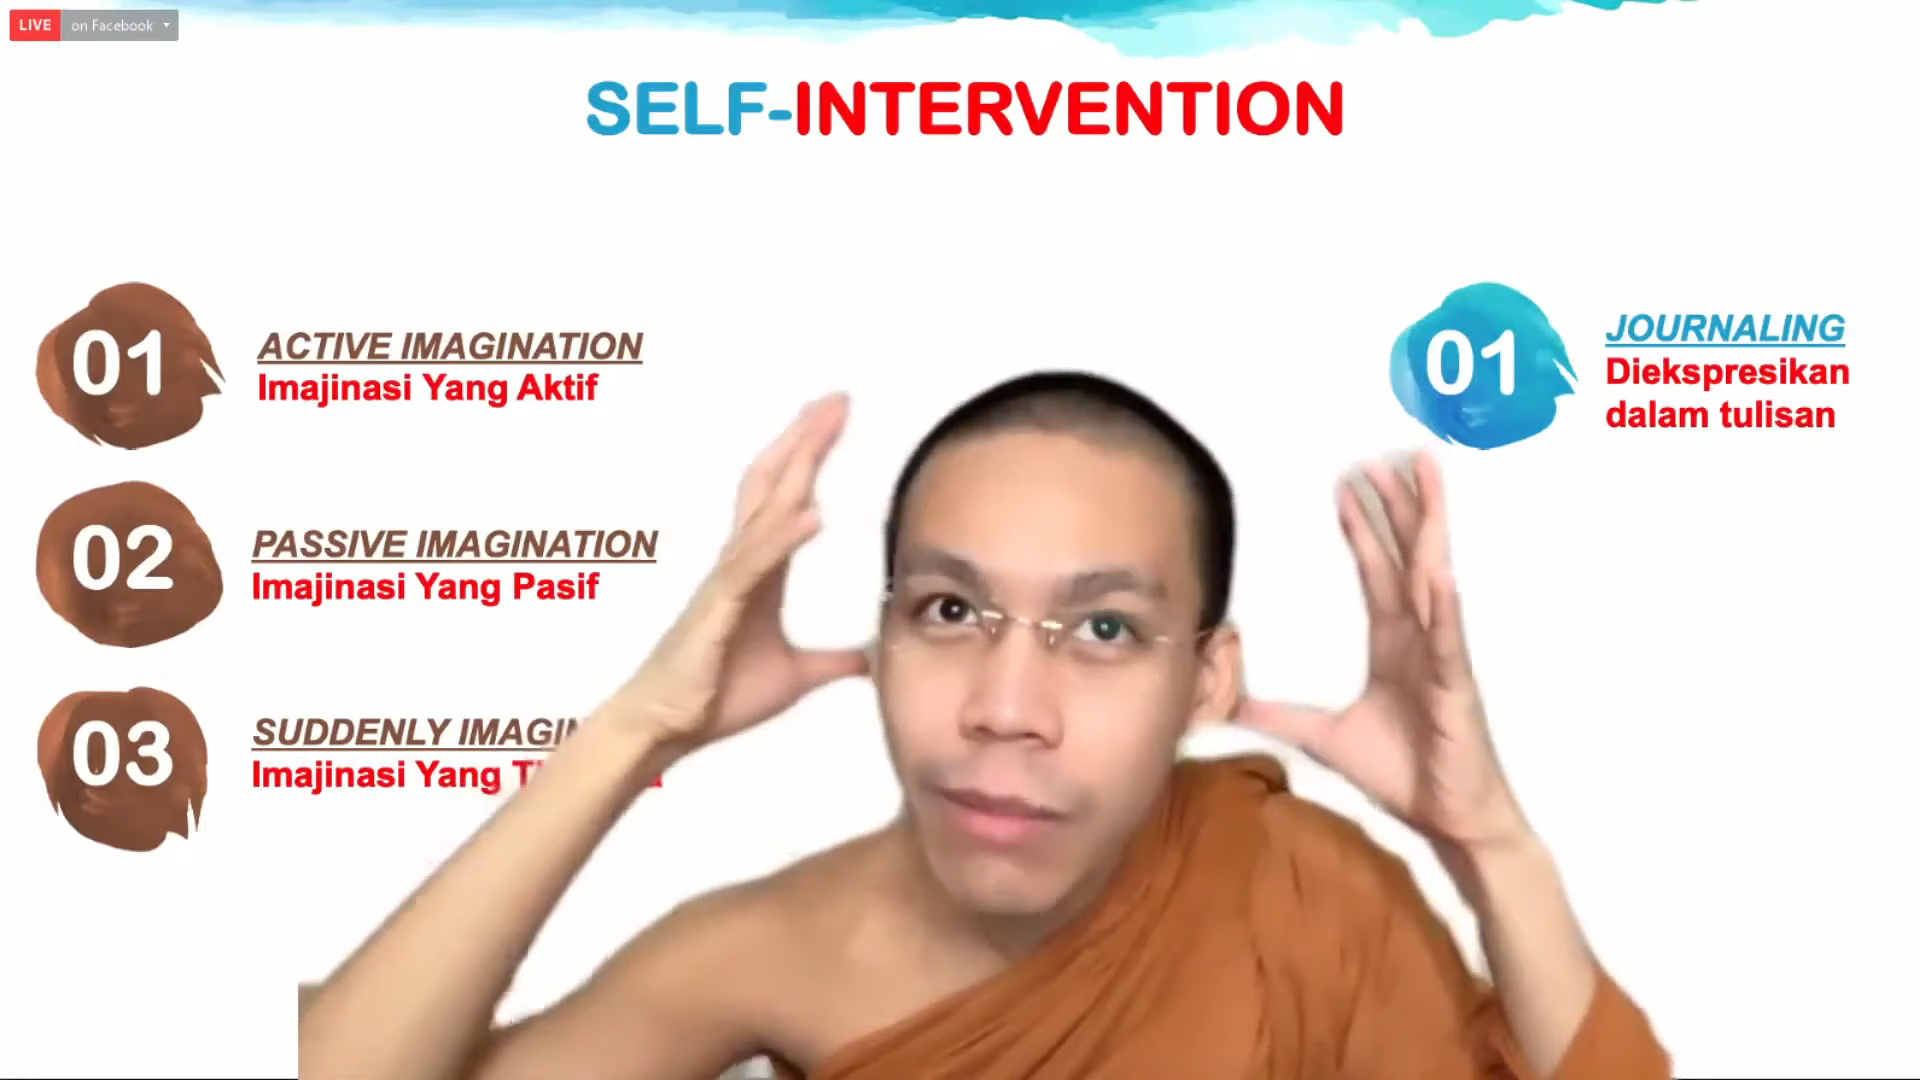 LIVE on Facebook
SELF-INTERVENTION
01
ACTIVE IMAGINATION
Imajinasi Yang Aktif
02
PASSIVE IMAGINATION
Imajinasi Yang Pasif
03
SUDDENLY
Imajinasi Yang
01
JOURNALING
Diekspresikan
dalam tulisan